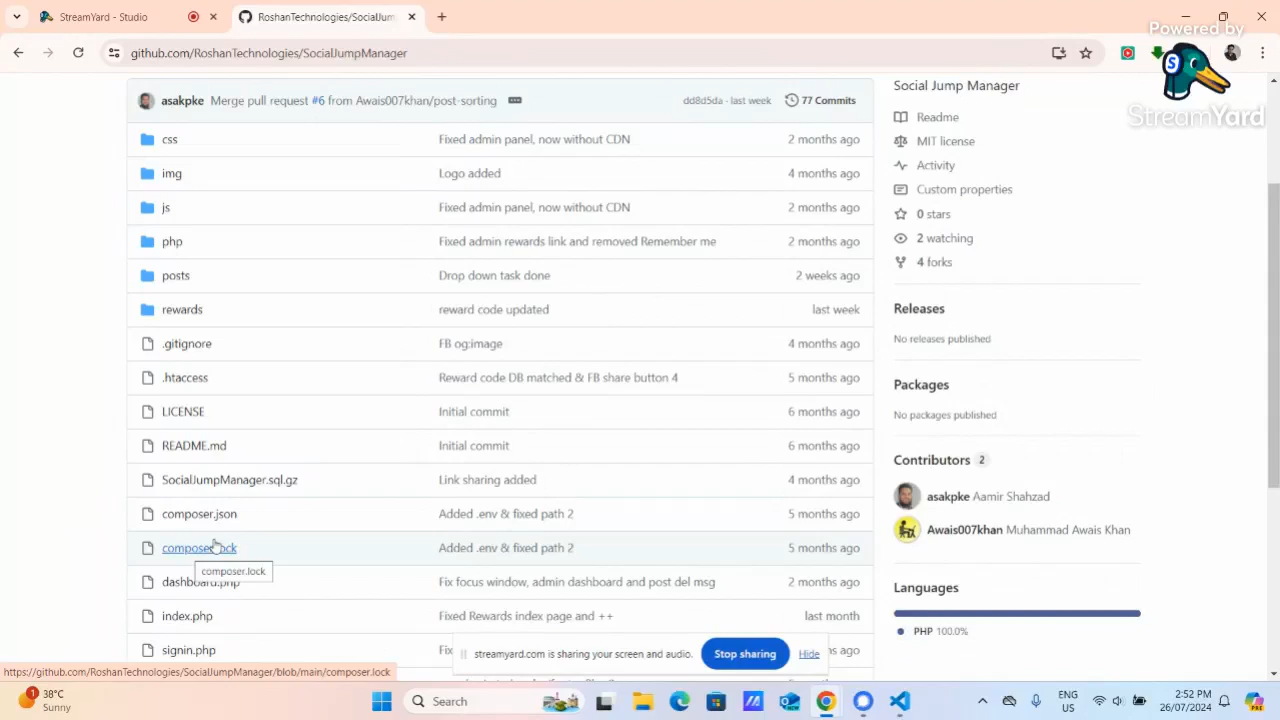 StreamYard - Studio
RoshanTechnologies/SocialJum
github.com/RoshanTechnologies/SocialJumpManager
Powered by
StreamYard
asakpke Merge pull request #6 from Awais007khan/post-sorting
dd8d5da · last week
77 Commits
css Fixed admin panel, now without CDN 2 months ago
img Logo added 4 months ago
js Fixed admin panel, now without CDN 2 months ago
php Fixed admin rewards link and removed Remember me 2 months ago
posts Drop down task done 2 weeks ago
rewards reward code updated last week
.gitignore FB og:image 4 months ago
.htaccess Reward code DB matched & FB share button 4 5 months ago
LICENSE Initial commit 6 months ago
README.md Initial commit 6 months ago
SocialJumpManager.sql.gz Link sharing added 4 months ago
composer.json Added .env & fixed path 2 5 months ago
composer.lock Added .env & fixed path 2 5 months ago
composer.lock
dashboard.php Fix focus window, admin dashboard and post del msg 2 months ago
index.php Fixed Rewards index page and ++ last month
signin.php
Social Jump Manager
Readme
MIT license
Activity
Custom properties
0 stars
2 watching
4 forks
Releases
No releases published
Packages
No packages published
Contributors 2
asakpke Aamir Shahzad
Awais007khan Muhammad Awais Khan
Languages
PHP 100.0%
streamyard.com is sharing your screen and audio.
Stop sharing
Hide
https://github.com/RoshanTechnologies/SocialJumpManager/blob/main/composer.lock
1
38°C
Sunny
Search
ENG
US
2:52 PM
26/07/2024